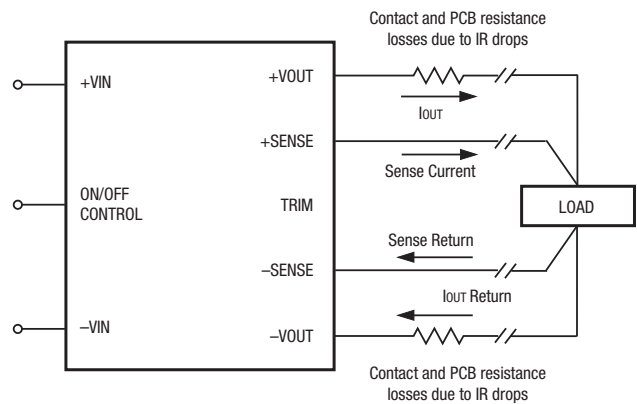 Contact and PCB resistance
losses due to IR drops
+VIN
+VOUT
IOUT
+SENSE
Sense Current
ON/OFF
CONTROL
TRIM
LOAD
Sense Return
–SENSE
IOUT Return
–VIN
–VOUT
Contact and PCB resistance
losses due to IR drops